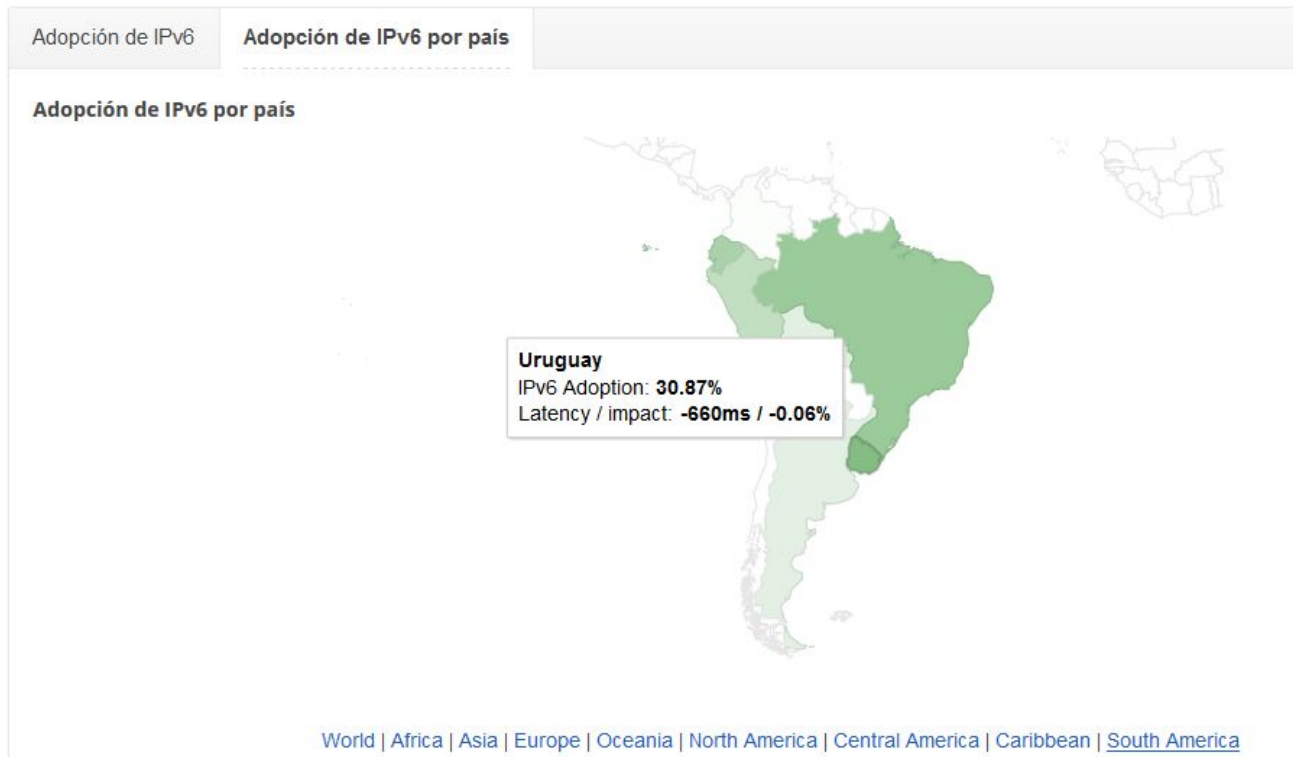 Adopción de IPv6 Adopción de IPv6 por país
Adopción de IPv6 por país
Uruguay
IPv6 Adoption: 30.87%
Latency / impact: -660ms / -0.06%
World | Africa | Asia | Europe | Oceania | North America | Central America | Caribbean | South America